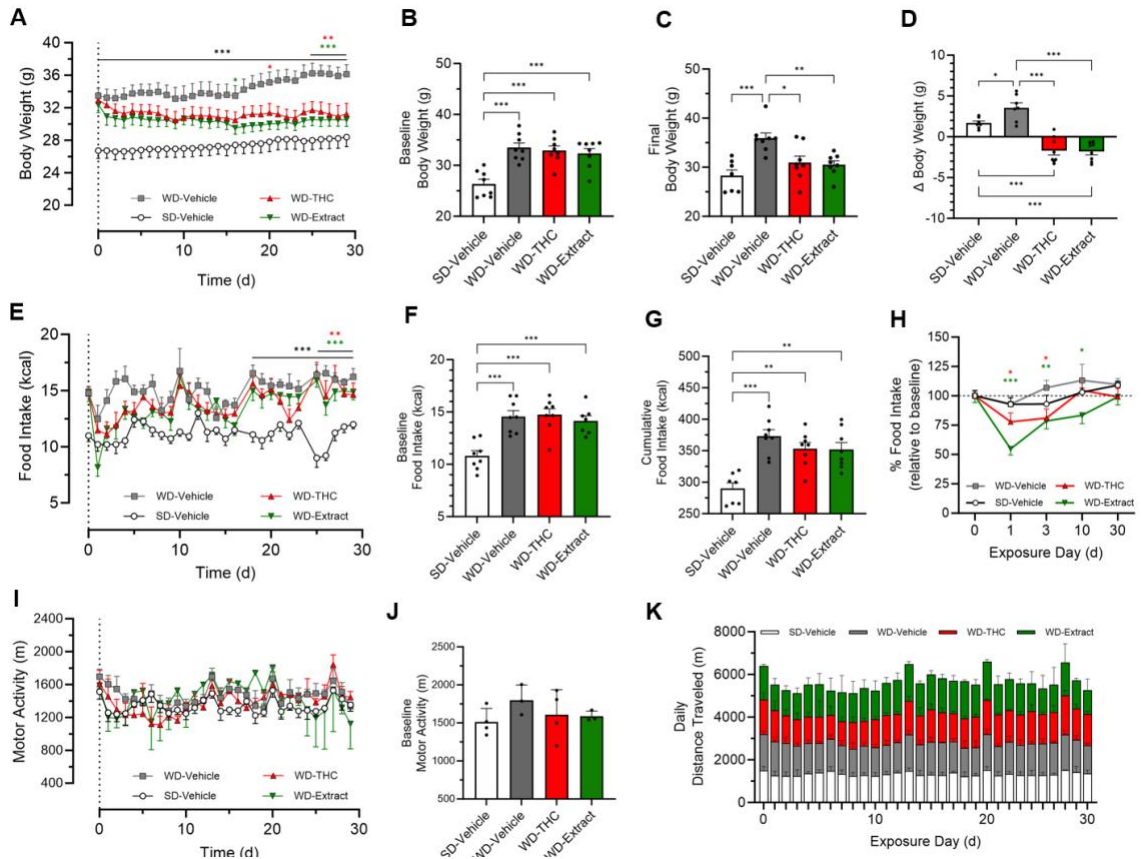 A
Body Weight (g)
40
36
32
28
24
20
***
**
***
*
*
WD-Vehicle
WD-THC
SD-Vehicle
WD-Extract
0
10
20
30
Time (d)
B
Baseline
Body Weight (g)
50
40
30
20
***
***
***
SD-Vehicle
WD-Vehicle
WD-THC
WD-Extract
C
Final
Body Weight (g)
50
40
30
20
**
***
*
SD-Vehicle
WD-Vehicle
WD-THC
WD-Extract
D
Δ Body Weight (g)
10
5
0
-5
-10
***
*
***
***
***
SD-Vehicle
WD-Vehicle
WD-THC
WD-Extract
E
Food Intake (kcal)
20
15
10
5
***
**
***
WD-Vehicle
WD-THC
SD-Vehicle
WD-Extract
0
10
20
30
Time (d)
F
Baseline
Food Intake (kcal)
20
15
10
5
***
***
***
SD-Vehicle
WD-Vehicle
WD-THC
WD-Extract
G
Cumulative
Food Intake (kcal)
500
450
400
350
300
250
**
**
***
SD-Vehicle
WD-Vehicle
WD-THC
WD-Extract
H
% Food Intake
(relative to baseline)
150
125
100
75
50
25
0
*
***
*
**
*
WD-Vehicle
WD-THC
SD-Vehicle
WD-Extract
0
1
3
10
30
Exposure Day (d)
I
Motor Activity (m)
2400
2000
1600
1200
800
400
WD-Vehicle
WD-THC
SD-Vehicle
WD-Extract
0
10
20
30
Time (d)
J
Baseline
Motor Activity (m)
2500
2000
1500
1000
500
SD-Vehicle
WD-Vehicle
WD-THC
WD-Extract
K
SD-Vehicle
WD-Vehicle
WD-THC
WD-Extract
Daily
Distance Traveled (m)
8000
6000
4000
2000
0
0
10
20
30
Exposure Day (d)